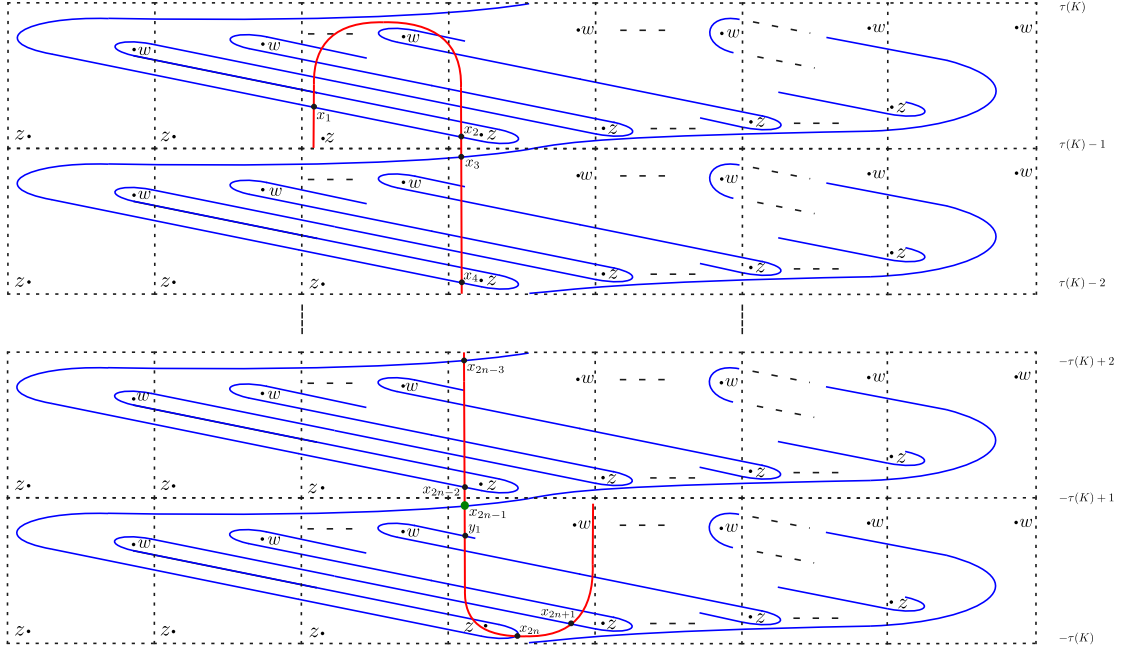 τ(K)
w w w w w w w
x₁ z z x₂ z z z z
z z
τ(K) − 1
x₃
w w w w w w w
x₄ z z z z
z z z
τ(K) − 2
−τ(K) + 2
x₂ₙ₋₃
w w w w w w w
x₂ₙ₋₂ z z z z
z z z
−τ(K) + 1
x₂ₙ₋₁
y₁
w w w w w w w
x₂ₙ₊₁ z z z
z x₂ₙ
z z z
−τ(K)